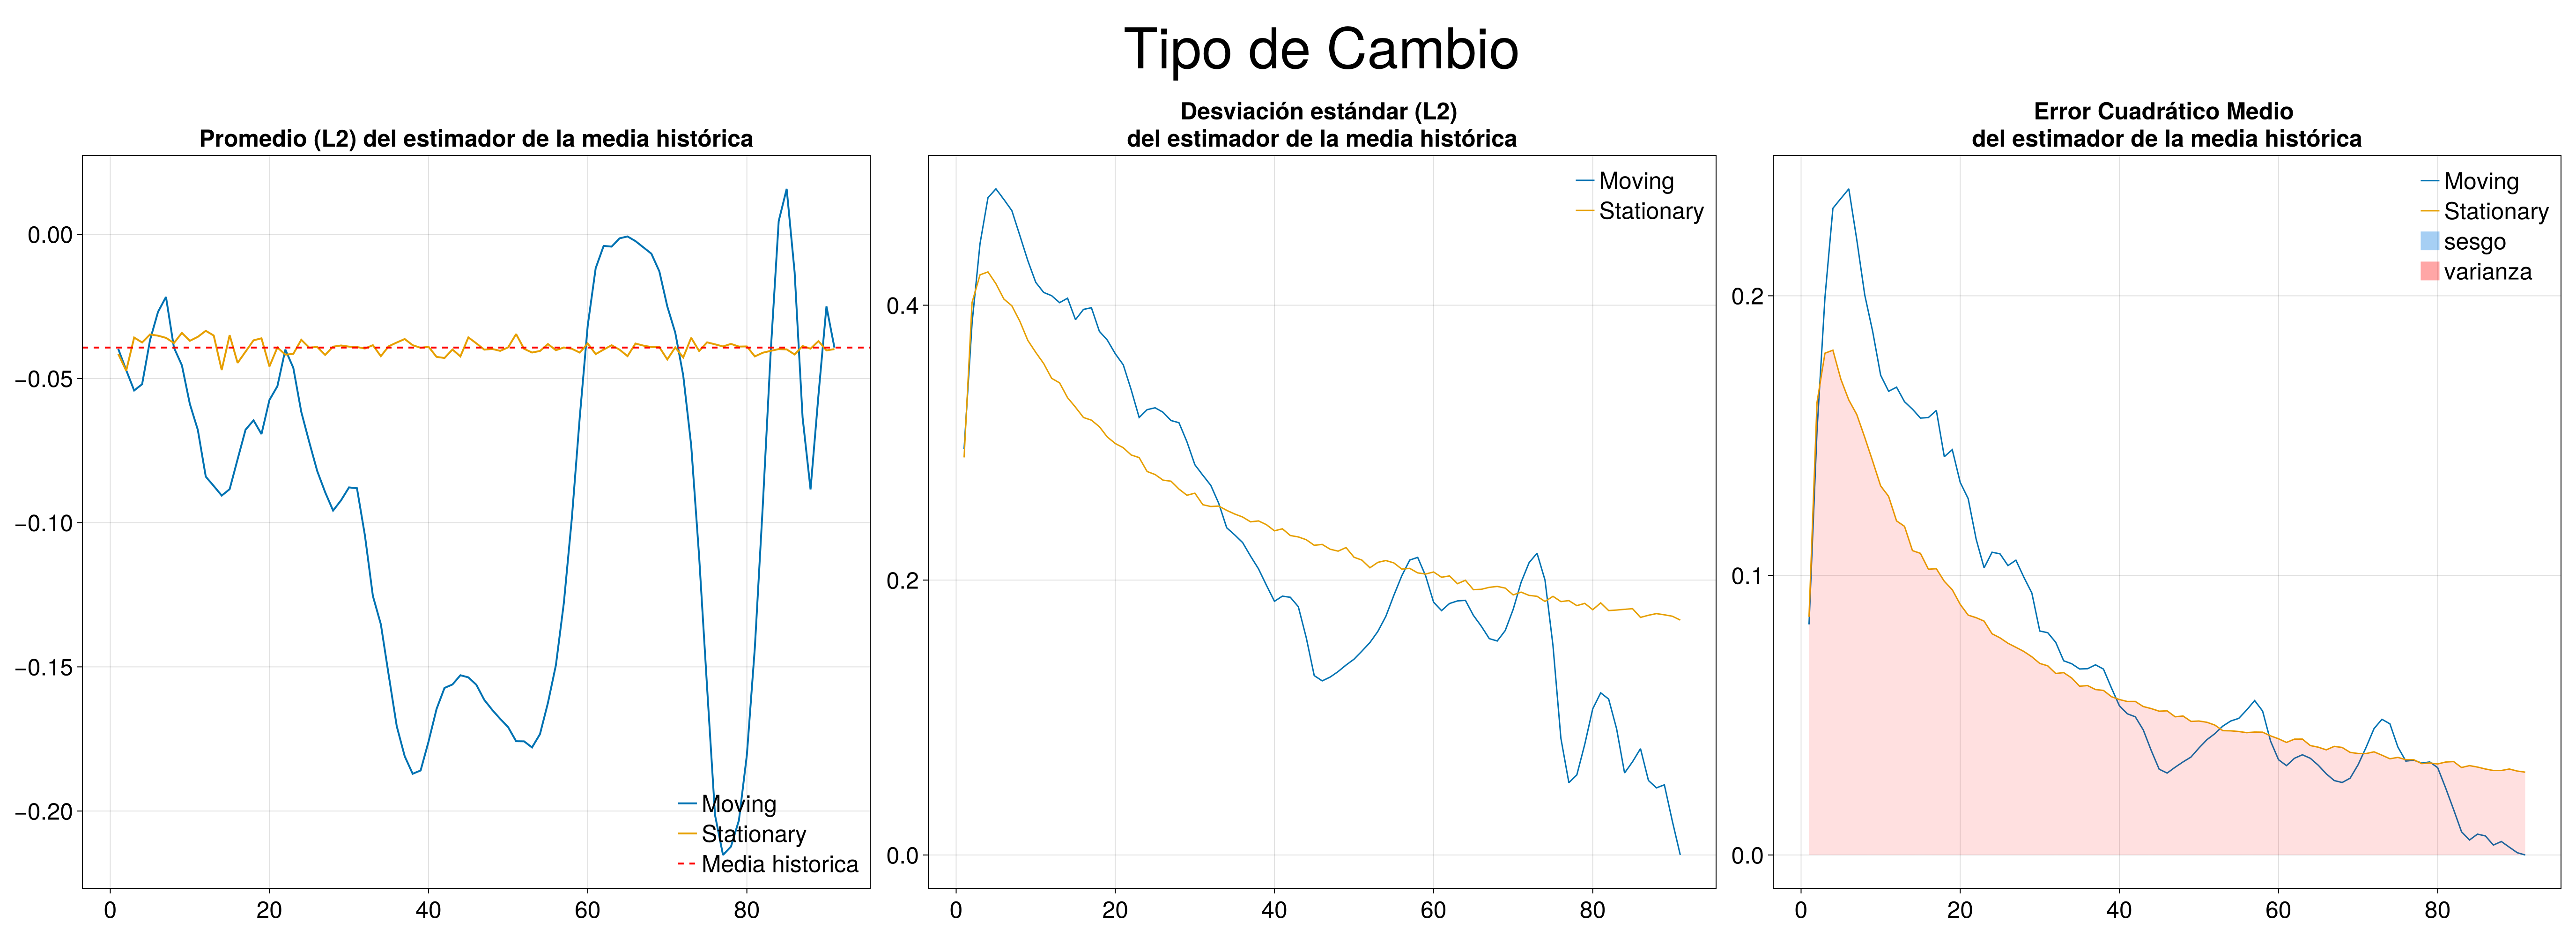 Tipo de Cambio
Promedio (L2) del estimador de la media histórica
0.00
−0.05
−0.10
−0.15
−0.20
0 20 40 60 80
Moving
Stationary
Media historica
Desviación estándar (L2)
del estimador de la media histórica
0.4
0.2
0.0
0 20 40 60 80
Moving
Stationary
Error Cuadrático Medio
del estimador de la media histórica
0.2
0.1
0.0
0 20 40 60 80
Moving
Stationary
sesgo
varianza